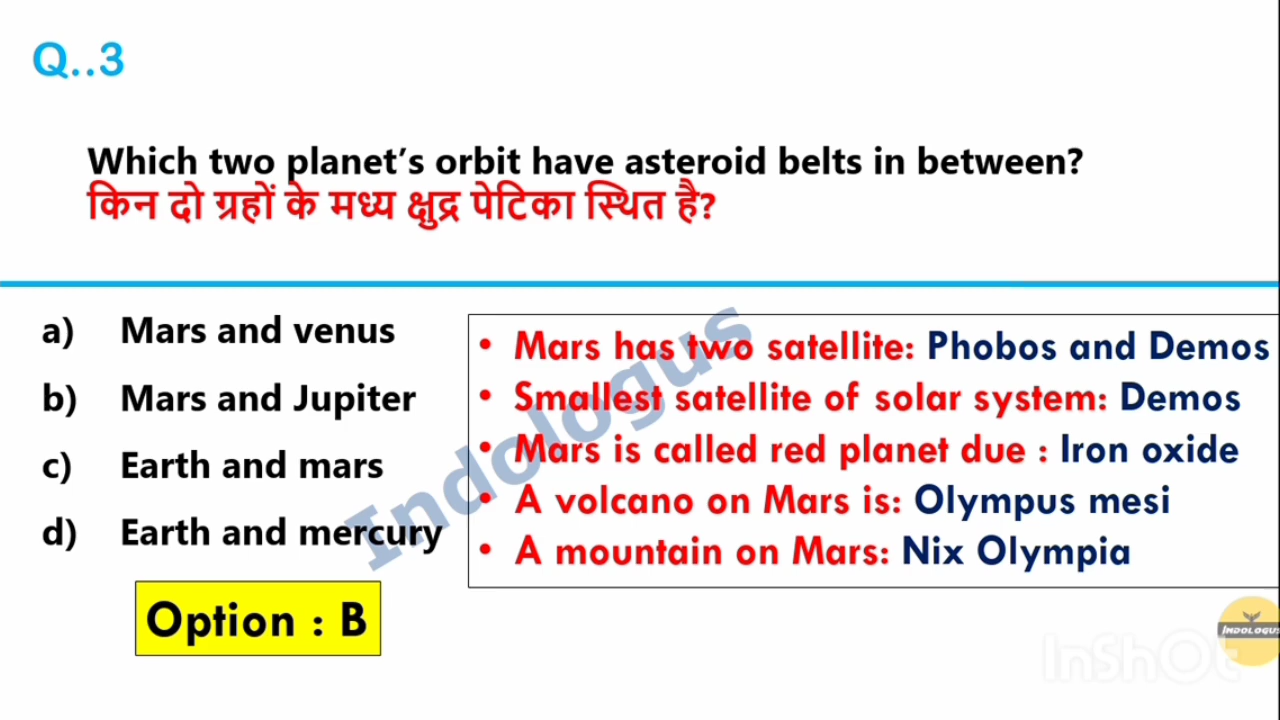 Q..3
Which two planet’s orbit have asteroid belts in between?
किन दो ग्रहों के मध्य क्षुद्र पेटिका स्थित है?
a) Mars and venus
b) Mars and Jupiter
c) Earth and mars
d) Earth and mercury
Option : B
• Mars has two satellite: Phobos and Demos
• Smallest satellite of solar system: Demos
• Mars is called red planet due : Iron oxide
• A volcano on Mars is: Olympus mesi
• A mountain on Mars: Nix Olympia
Indologus
INDOLOGUS
InShOt